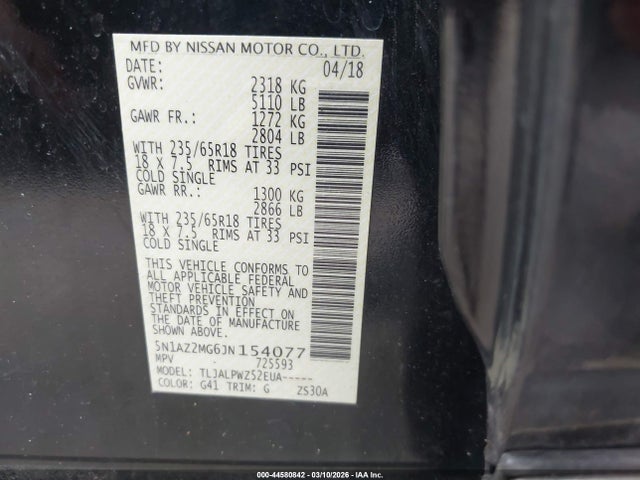 MFD BY NISSAN MOTOR CO., LTD.
DATE: 04/18
GVWR: 2318 KG
5110 LB
GAWR FR.: 1272 KG
2804 LB
WITH 235/65R18 TIRES
18 X 7.5 RIMS AT 33 PSI
COLD SINGLE
GAWR RR.: 1300 KG
2866 LB
WITH 235/65R18 TIRES
18 X 7.5 RIMS AT 33 PSI
COLD SINGLE
THIS VEHICLE CONFORMS TO
ALL APPLICABLE FEDERAL
MOTOR VEHICLE SAFETY AND
THEFT PREVENTION
STANDARDS IN EFFECT ON
THE DATE OF MANUFACTURE
SHOWN ABOVE.
5N1AZ2MG6JN154077
MPV - 725593
MODEL: TLJALPWZ52EUA-----
COLOR: G41 TRIM: G 2S30A
000-44580842 - 03/10/2026 - © IAA Inc.